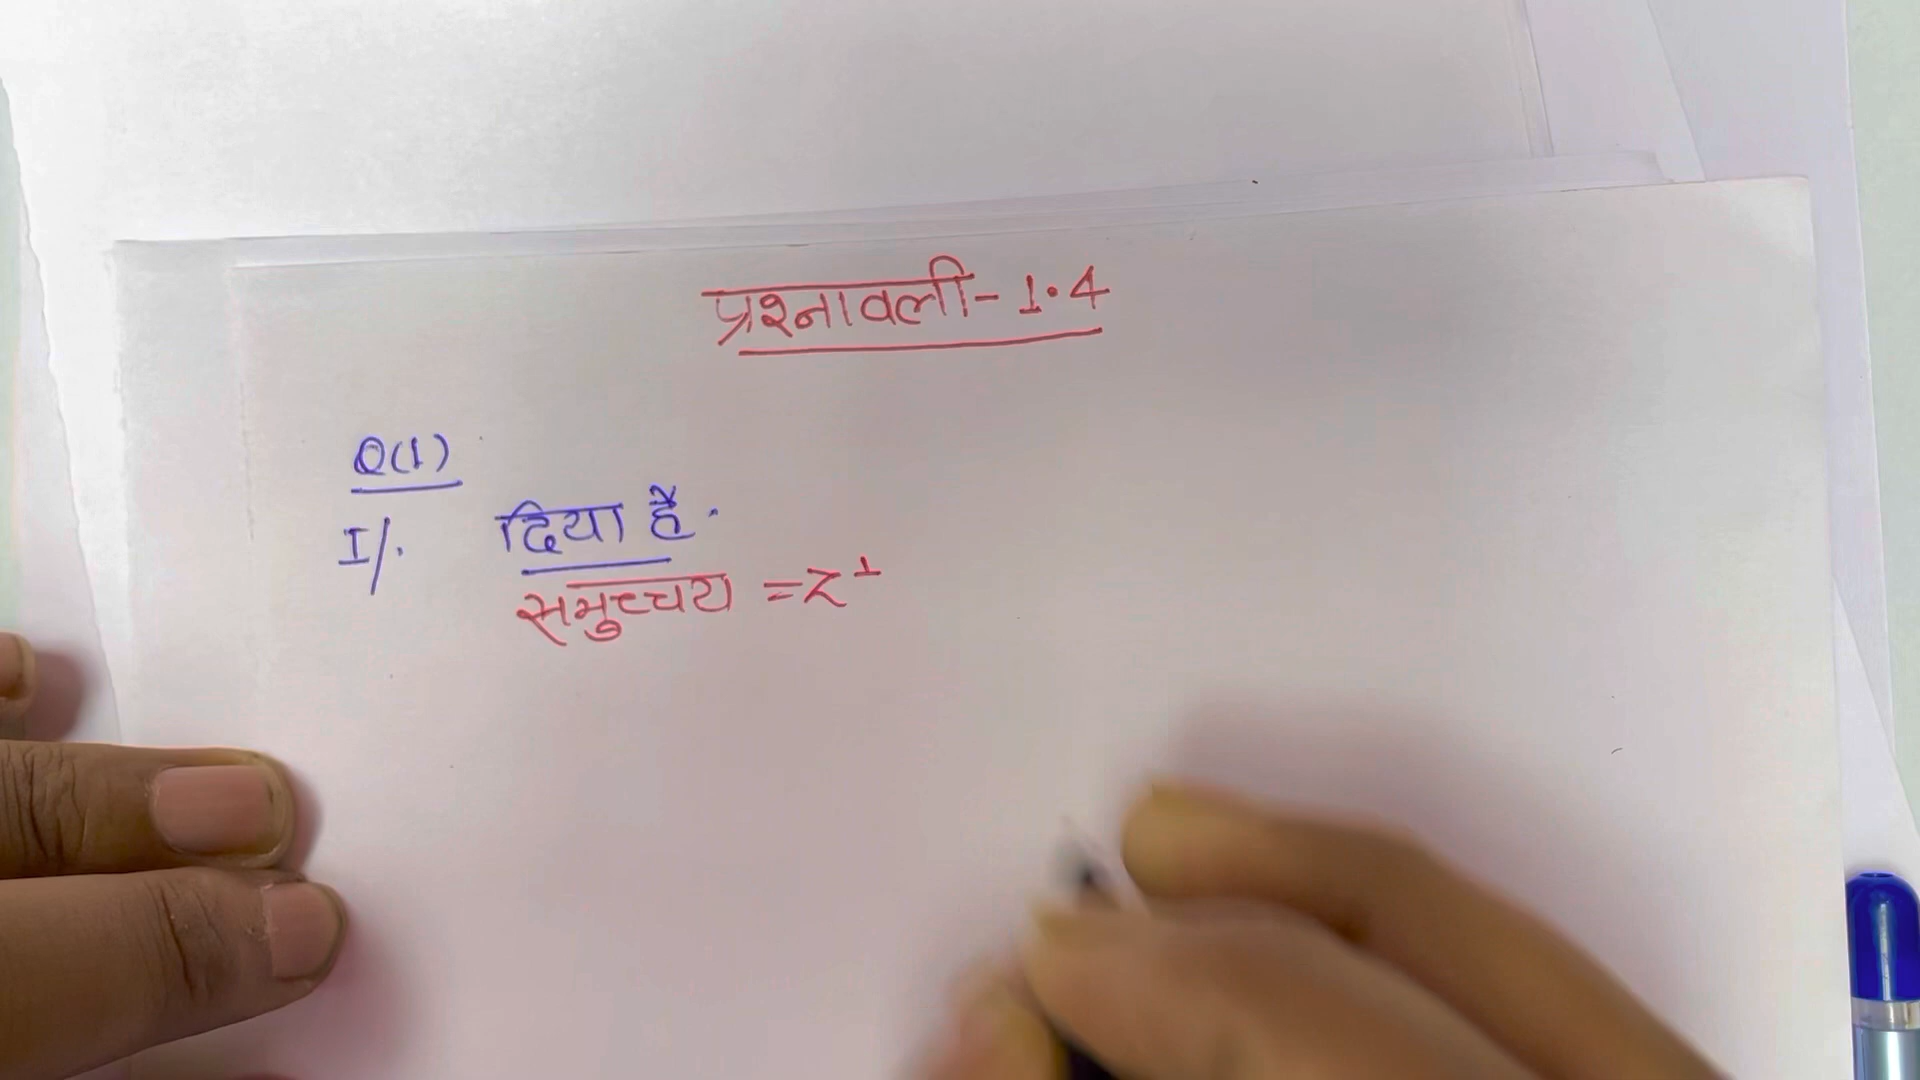 प्रश्नावली- 1.4
Q(1)
I/. दिया है.
समुच्चय = Z⁺